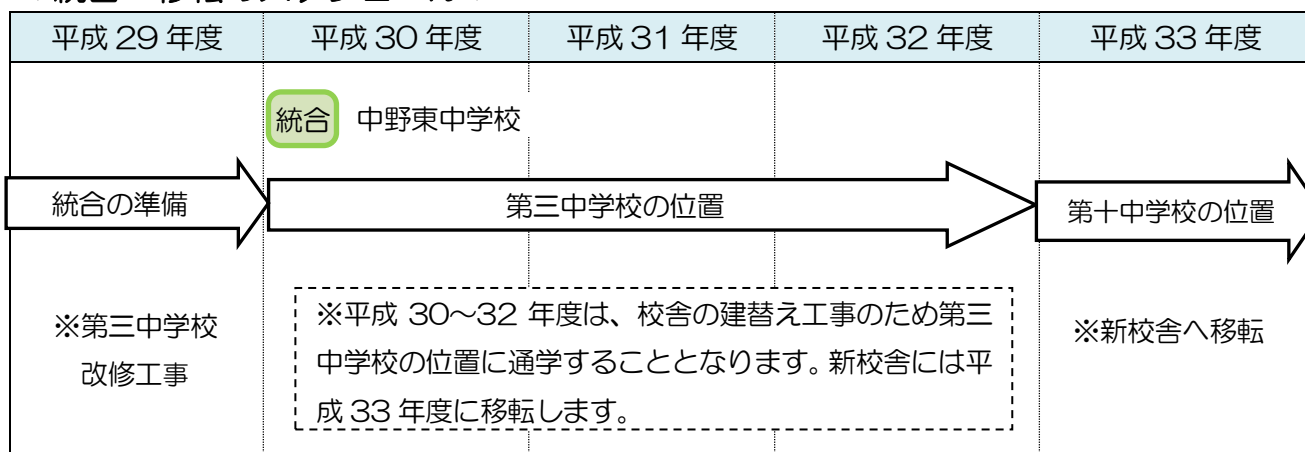 平成 29 年度 平成 30 年度 平成 31 年度 平成 32 年度 平成 33 年度
統合 中野東中学校
統合の準備 第三中学校の位置 第十中学校の位置
※第三中学校
改修工事
※平成 30～32 年度は、校舎の建替え工事のため第三
中学校の位置に通学することとなります。新校舎には平
成 33 年度に移転します。
※新校舎へ移転